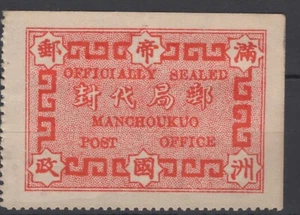 郵 帝 滿
OFFICIALLY SEALED
封代局郵
MANCHOUKUO
POST OFFICE
政 國 洲